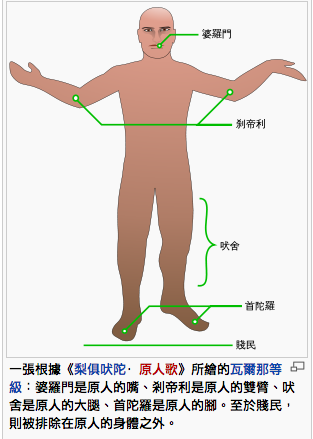 婆羅門
剎帝利
吠舍
首陀羅
賤民
一張根據《梨俱吠陀·原人歌》所繪的瓦爾那等
級：婆羅門是原人的嘴、剎帝利是原人的雙臂、吠
舍是原人的大腿、首陀羅是原人的腳。至於賤民，
則被排除在原人的身體之外。